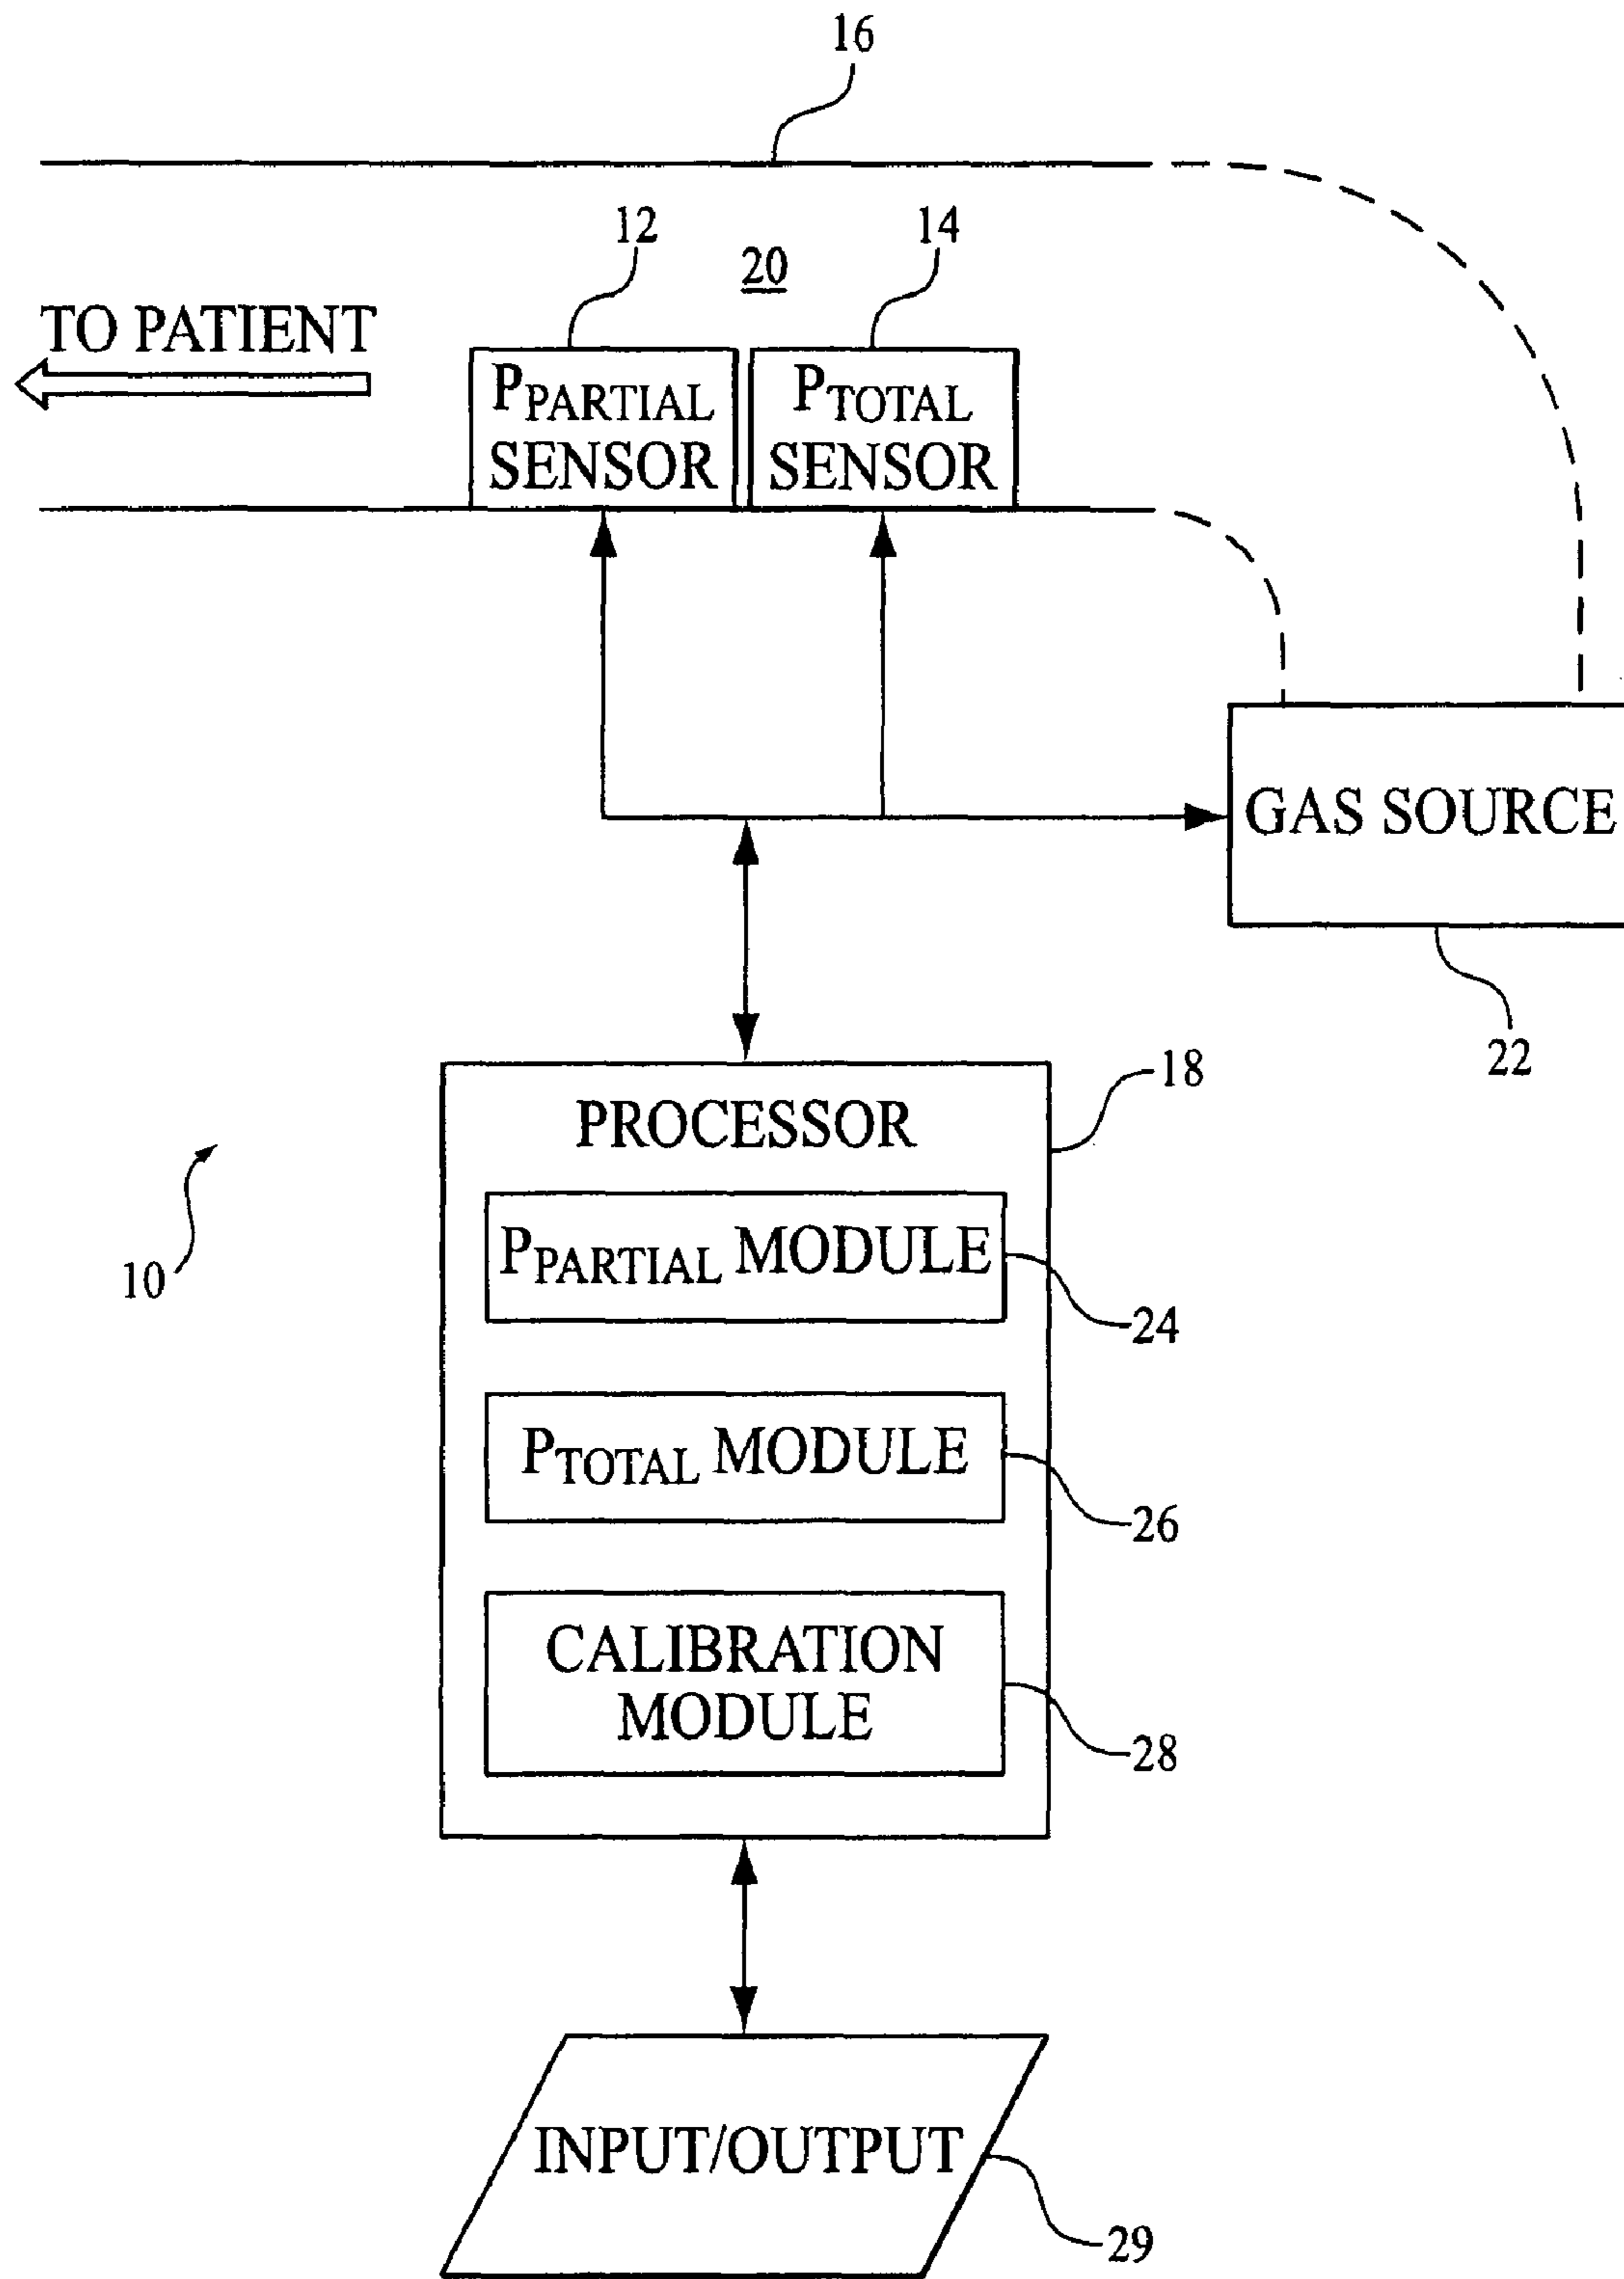 16
12
14
20
TO PATIENT
PPARTIAL
SENSOR
PTOTAL
SENSOR
GAS SOURCE
22
18
PROCESSOR
PPARTIAL MODULE
10
24
PTOTAL MODULE
26
CALIBRATION
MODULE
28
INPUT/OUTPUT
29